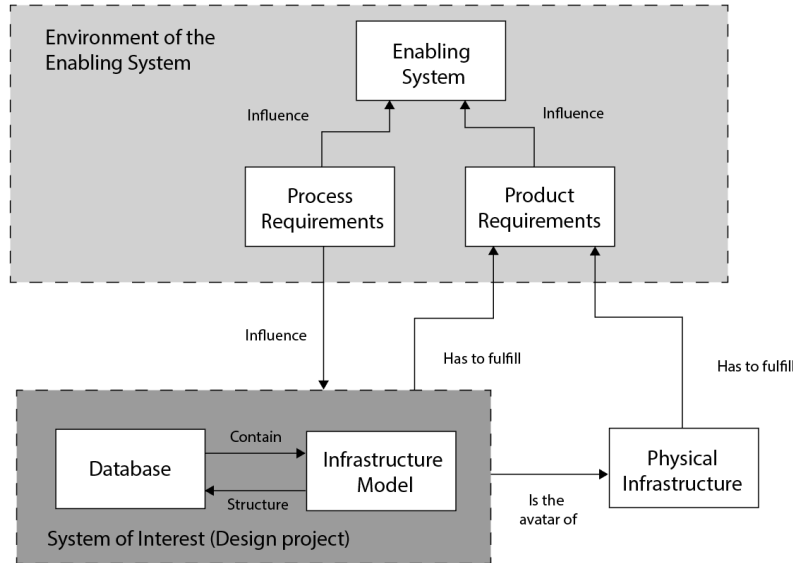 Environment of the
Enabling System
Enabling
System
Influence
Influence
Process
Requirements
Product
Requirements
Influence
Has to fulfill
Has to fulfill
Database
Contain
Structure
Infrastructure
Model
Physical
Infrastructure
Is the
avatar of
System of Interest (Design project)